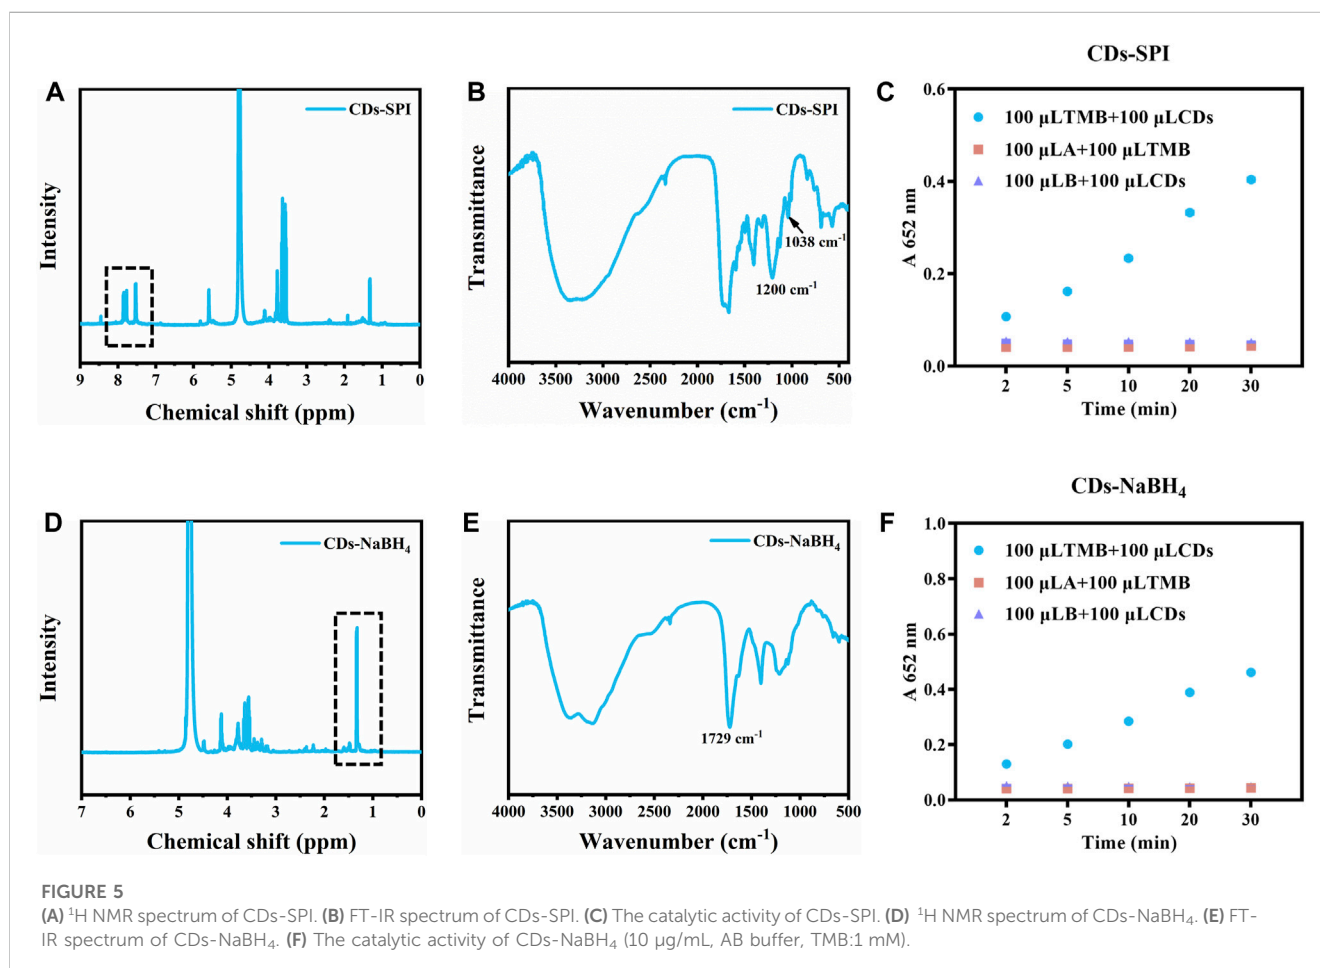 A
CDs-SPI
Intensity
9 8 7 6 5 4 3 2 1 0
Chemical shift (ppm)
B
CDs-SPI
Transmittance
1038 cm⁻¹
1200 cm⁻¹
4000 3500 3000 2500 2000 1500 1000 500
Wavenumber (cm⁻¹)
C
CDs-SPI
100 μLTMB+100 μLCDs
100 μLA+100 μLTMB
100 μLB+100 μLCDs
A 652 nm
0.6
0.4
0.2
0.0
2 5 10 20 30
Time (min)
D
CDs-NaBH₄
Intensity
7 6 5 4 3 2 1 0
Chemical shift (ppm)
E
CDs-NaBH₄
Transmittance
1729 cm⁻¹
4000 3500 3000 2500 2000 1500 1000 500
Wavenumber (cm⁻¹)
F
CDs-NaBH₄
100 μLTMB+100 μLCDs
100 μLA+100 μLTMB
100 μLB+100 μLCDs
A 652 nm
1.0
0.8
0.6
0.4
0.2
0.0
2 5 10 20 30
Time (min)
FIGURE 5
(A) ¹H NMR spectrum of CDs-SPI. (B) FT-IR spectrum of CDs-SPI. (C) The catalytic activity of CDs-SPI. (D) ¹H NMR spectrum of CDs-NaBH₄. (E) FT-
IR spectrum of CDs-NaBH₄. (F) The catalytic activity of CDs-NaBH₄ (10 μg/mL, AB buffer, TMB:1 mM).